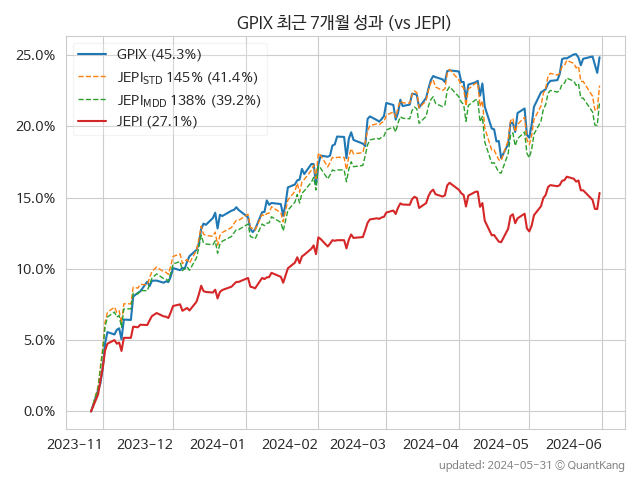 GPIX 최근 7개월 성과 (vs JEPI)
GPIX (45.3%)
JEPI_STD 145% (41.4%)
JEPI_MDD 138% (39.2%)
JEPI (27.1%)
25.0%
20.0%
15.0%
10.0%
5.0%
0.0%
2023-11 2023-12 2024-01 2024-02 2024-03 2024-04 2024-05 2024-06
updated: 2024-05-31 © QuantKang